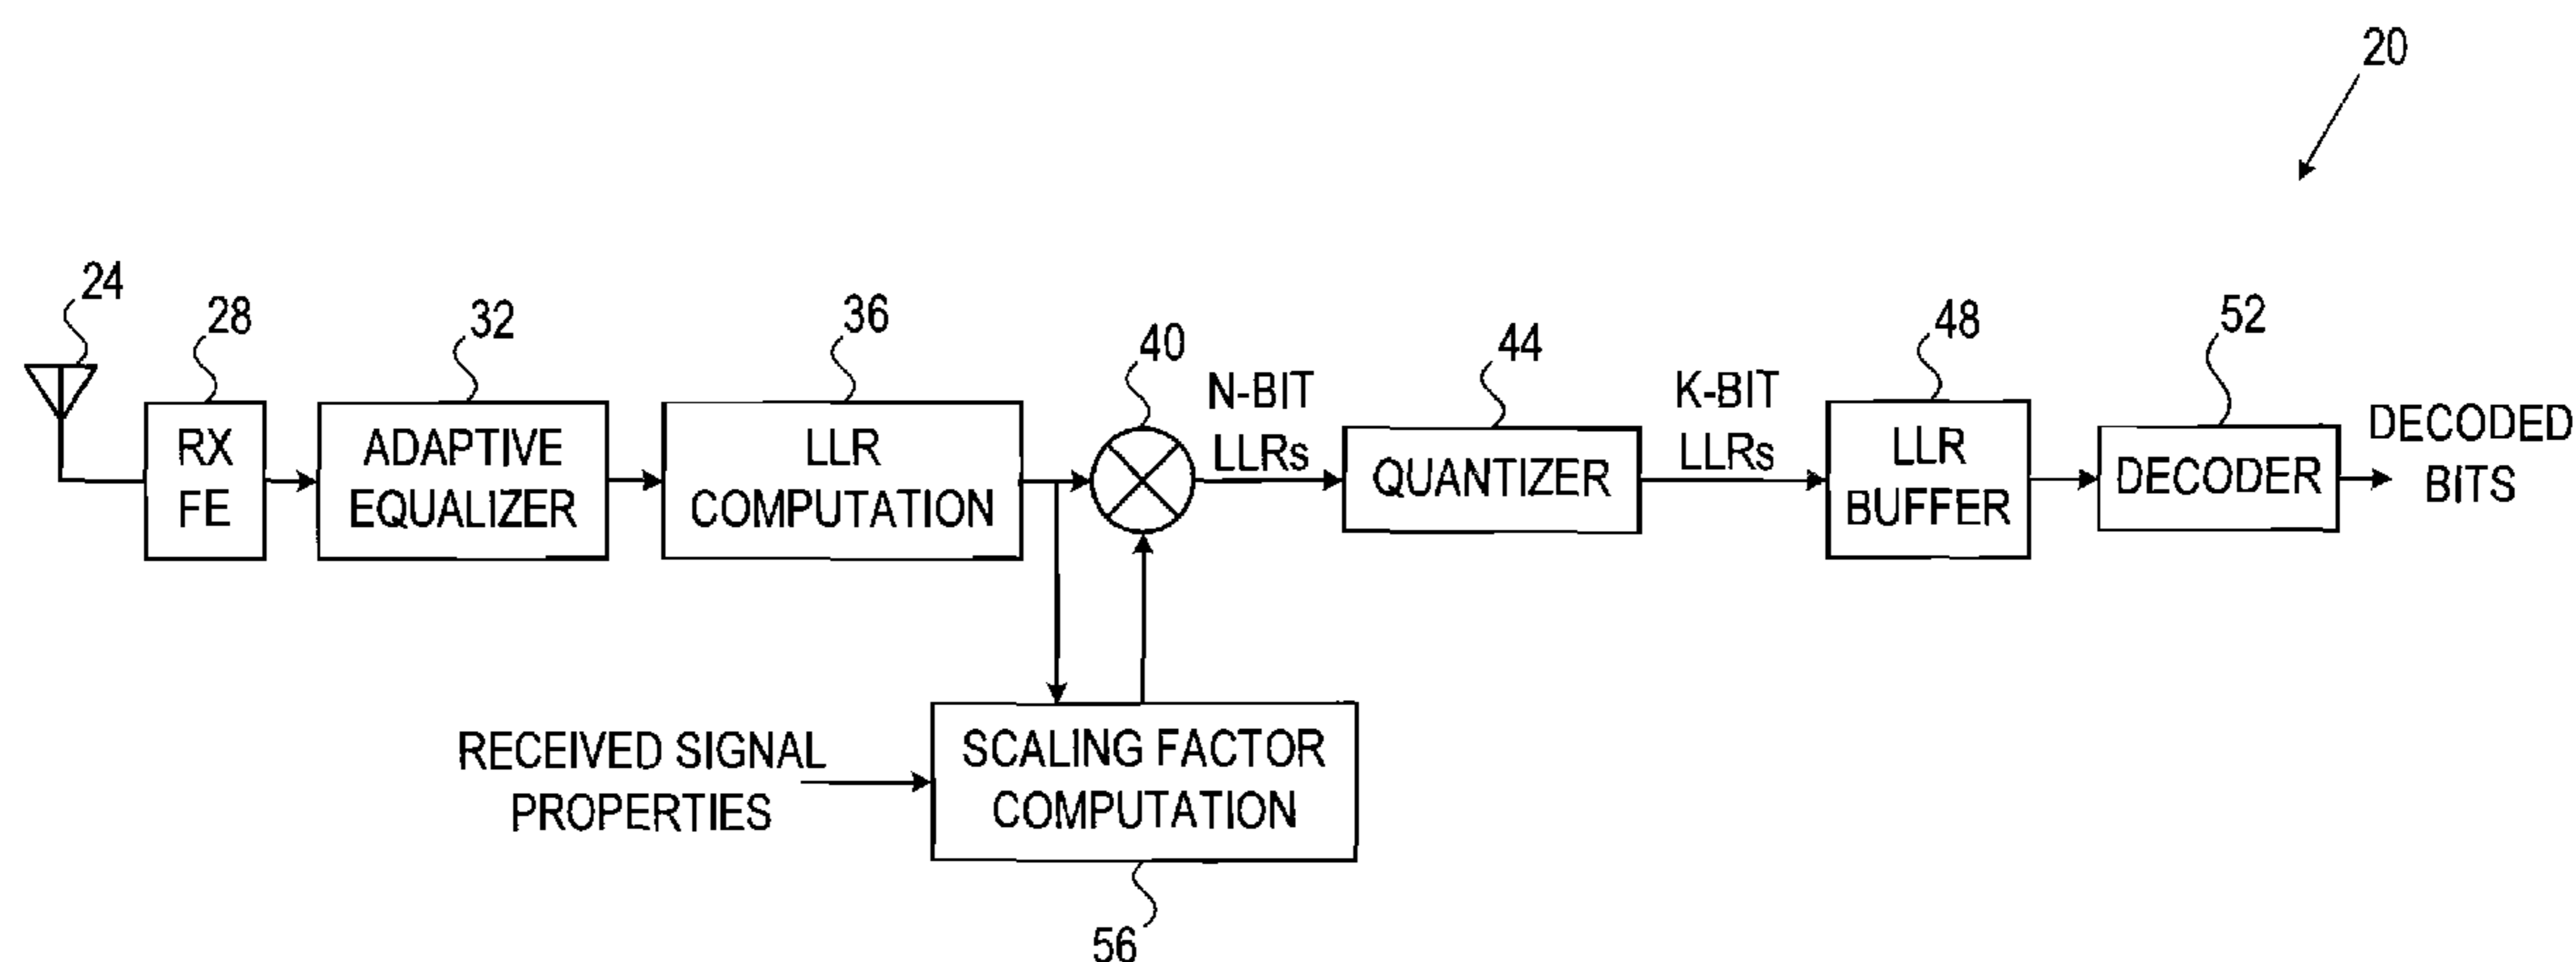 20
24
28
32
36
40
44
48
52
RX
FE
ADAPTIVE
EQUALIZER
LLR
COMPUTATION
N-BIT
LLRs
QUANTIZER
K-BIT
LLRs
LLR
BUFFER
DECODER
DECODED
BITS
RECEIVED SIGNAL
PROPERTIES
SCALING FACTOR
COMPUTATION
56